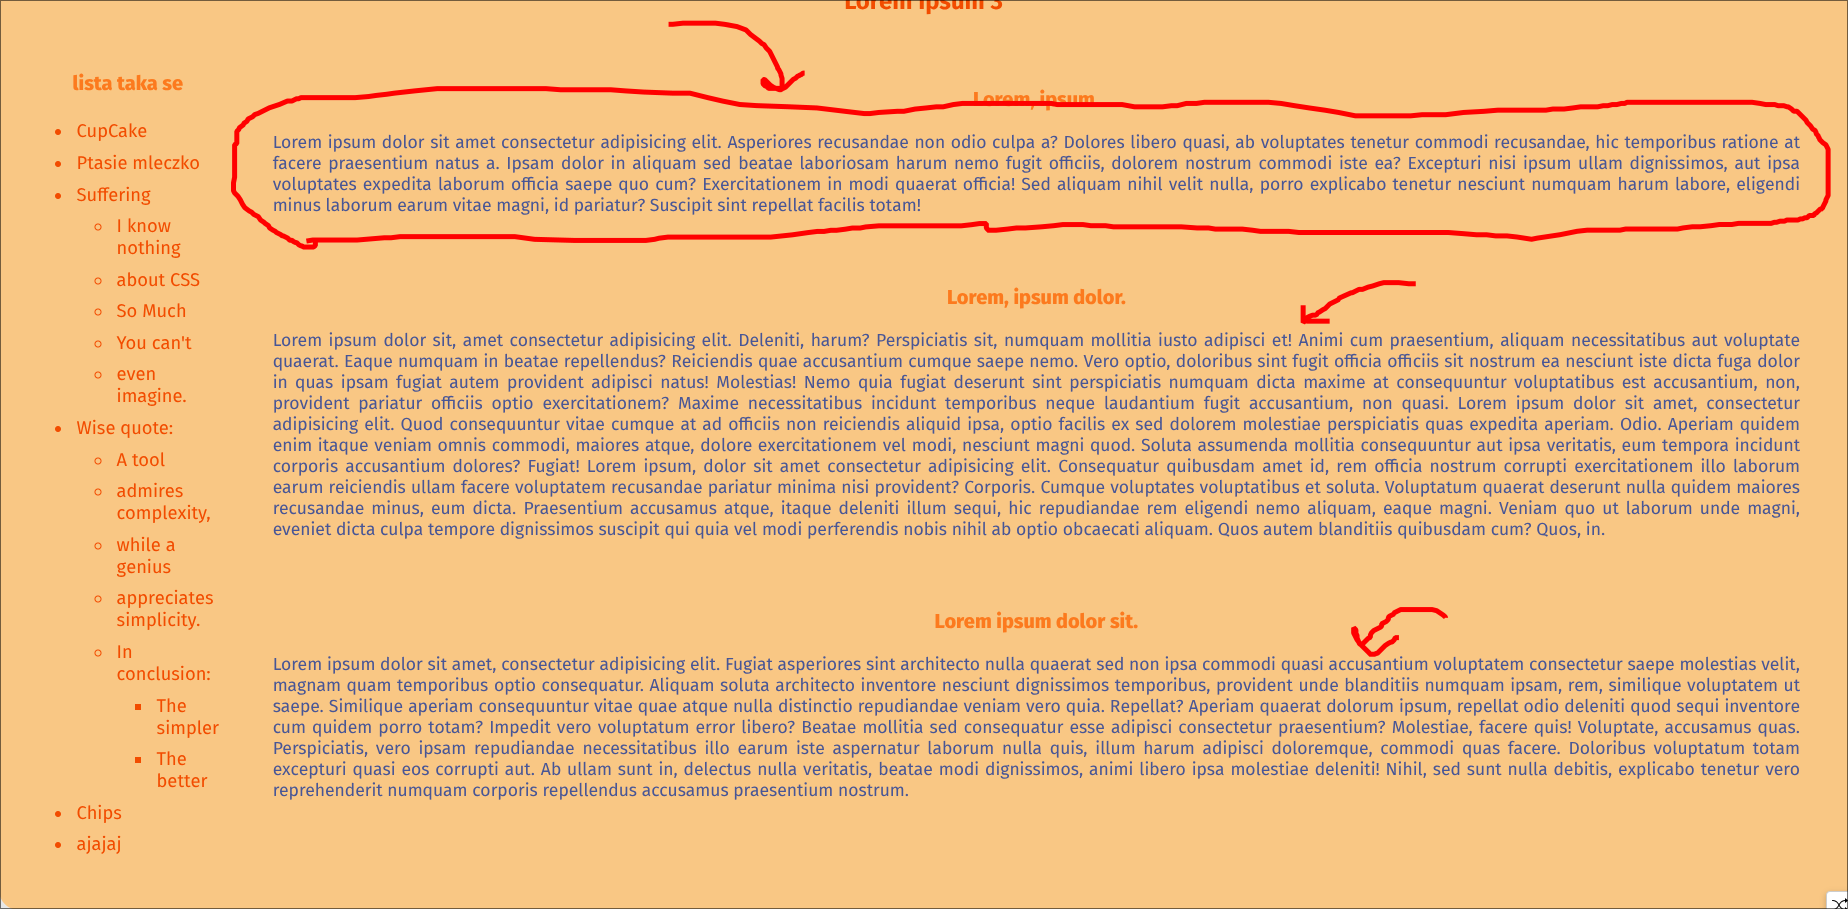 Lorem ipsum 3
lista taka se
CupCake
Ptasie mleczko
Suffering
I know
nothing
about CSS
So Much
You can't
even
imagine.
Wise quote:
A tool
admires
complexity,
while a
genius
appreciates
simplicity.
In
conclusion:
The
simpler
The
better
Chips
ajajaj
Lorem, ipsum.
Lorem ipsum dolor sit amet consectetur adipisicing elit. Asperiores recusandae non odio culpa a? Dolores libero quasi, ab voluptates tenetur commodi recusandae, hic temporibus ratione at
facere praesentium natus a. Ipsam dolor in aliquam sed beatae laboriosam harum nemo fugit officiis, dolorem nostrum commodi iste ea? Excepturi nisi ipsum ullam dignissimos, aut ipsa
voluptates expedita laborum officia saepe quo cum? Exercitationem in modi quaerat officia! Sed aliquam nihil velit nulla, porro explicabo tenetur nesciunt numquam harum labore, eligendi
minus laborum earum vitae magni, id pariatur? Suscipit sint repellat facilis totam!
Lorem, ipsum dolor.
Lorem ipsum dolor sit, amet consectetur adipisicing elit. Deleniti, harum? Perspiciatis sit, numquam mollitia iusto adipisci et! Animi cum praesentium, aliquam necessitatibus aut voluptate
quaerat. Eaque numquam in beatae repellendus? Reiciendis quae accusantium cumque saepe nemo. Vero optio, doloribus sint fugit officia officiis sit nostrum ea nesciunt iste dicta fuga dolor
in quas ipsam fugiat autem provident adipisci natus! Molestias! Nemo quia fugiat deserunt sint perspiciatis numquam dicta maxime at consequuntur voluptatibus est accusantium, non,
provident pariatur officiis optio exercitationem? Maxime necessitatibus incidunt temporibus neque laudantium fugit accusantium, non quasi. Lorem ipsum dolor sit amet, consectetur
adipisicing elit. Quod consequuntur vitae cumque at ad officiis non reiciendis aliquid ipsa, optio facilis ex sed dolorem molestiae perspiciatis quas expedita aperiam. Odio. Aperiam quidem
enim itaque veniam omnis commodi, maiores atque, dolore exercitationem vel modi, nesciunt magni quod. Soluta assumenda mollitia consequuntur aut ipsa veritatis, eum tempora incidunt
corporis accusantium dolores? Fugiat! Lorem ipsum, dolor sit amet consectetur adipisicing elit. Consequatur quibusdam amet id, rem officia nostrum corrupti exercitationem illo laborum
earum reiciendis ullam facere voluptatem recusandae pariatur minima nisi provident? Corporis. Cumque voluptates voluptatibus et soluta. Voluptatum quaerat deserunt nulla quidem maiores
recusandae minus, eum dicta. Praesentium accusamus atque, itaque deleniti illum sequi, hic repudiandae rem eligendi nemo aliquam, eaque magni. Veniam quo ut laborum unde magni,
eveniet dicta culpa tempore dignissimos suscipit qui quia vel modi perferendis nobis nihil ab optio obcaecati aliquam. Quos autem blanditiis quibusdam cum? Quos, in.
Lorem ipsum dolor sit.
Lorem ipsum dolor sit amet, consectetur adipisicing elit. Fugiat asperiores sint architecto nulla quaerat sed non ipsa commodi quasi accusantium voluptatem consectetur saepe molestias velit,
magnam quam temporibus optio consequatur. Aliquam soluta architecto inventore nesciunt dignissimos temporibus, provident unde blanditiis numquam ipsam, rem, similique voluptatem ut
saepe. Similique aperiam consequuntur vitae quae atque nulla distinctio repudiandae veniam vero quia. Repellat? Aperiam quaerat dolorum ipsum, repellat odio deleniti quod sequi inventore
cum quidem porro totam? Impedit vero voluptatum error libero? Beatae mollitia sed consequatur esse adipisci consectetur praesentium? Molestiae, facere quis! Voluptate, accusamus quas.
Perspiciatis, vero ipsam repudiandae necessitatibus illo earum iste aspernatur laborum nulla quis, illum harum adipisci doloremque, commodi quas facere. Doloribus voluptatum totam
excepturi quasi eos corrupti aut. Ab ullam sunt in, delectus nulla veritatis, beatae modi dignissimos, animi libero ipsa molestiae deleniti! Nihil, sed sunt nulla debitis, explicabo tenetur vero
reprehenderit numquam corporis repellendus accusamus praesentium nostrum.